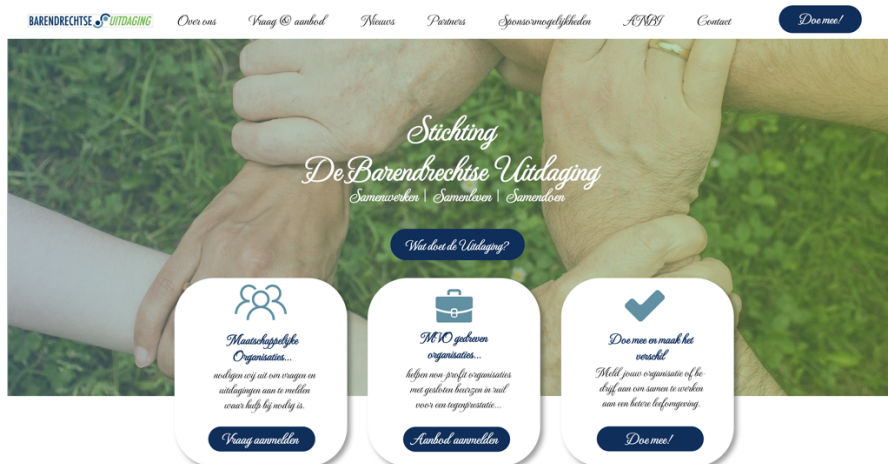 BARENDRECHTSE UITDAGING
Over ons
Vraag @ aanbod
Nieuws
Partners
Sponsormogelijkheden
ANBI
Contact
Doe mee!
Stichting
De Barendrechtse Uitdaging
Samenwerken | Samenleven | Samendoen
Wat doet de Uitdaging?
Maatschappelijke
Organisaties...
nodigen wij uit om vragen en
uitdagingen aan te melden
waar hulp bij nodig is.
Vraag aanmelden
MVO gedreven
organisaties...
helpen non-profit organisaties
met gesloten beurzen in ruil
voor een tegenprestatie...
Aanbod aanmelden
Doe mee en maak het
verschil
Meld jouw organisatie of be-
drijf aan om samen te werken
aan een betere leefomgeving.
Doe mee!